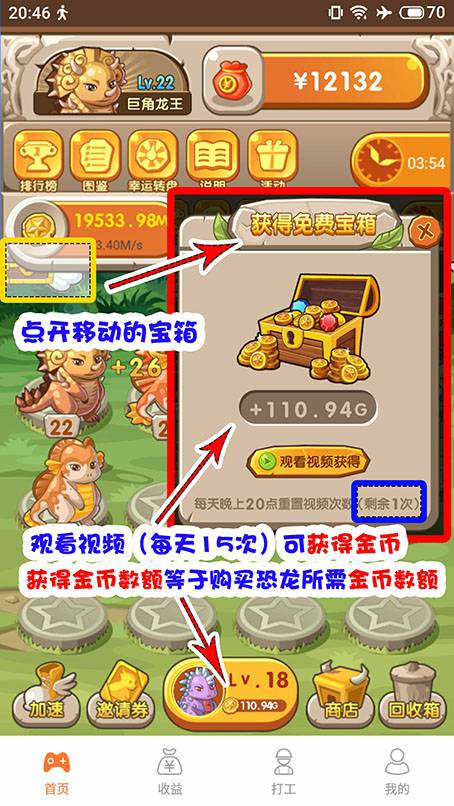 20:46
70
Lv.22
巨角龙王
¥12132
排行榜
图鉴
幸运转盘
说明
活动
03:54
19533.98M
3.40M/s
获得免费宝箱
点开移动的宝箱
+26
+110.94G
观看视频获得
22
每天晚上20点重置视频次数(剩余1次)
观看视频（每天15次）可获得金币
获得金币数额等于购买恐龙所需金币数额
加速
邀请券
Lv.18
110.94G
商店
回收箱
首页
收益
打工
我的